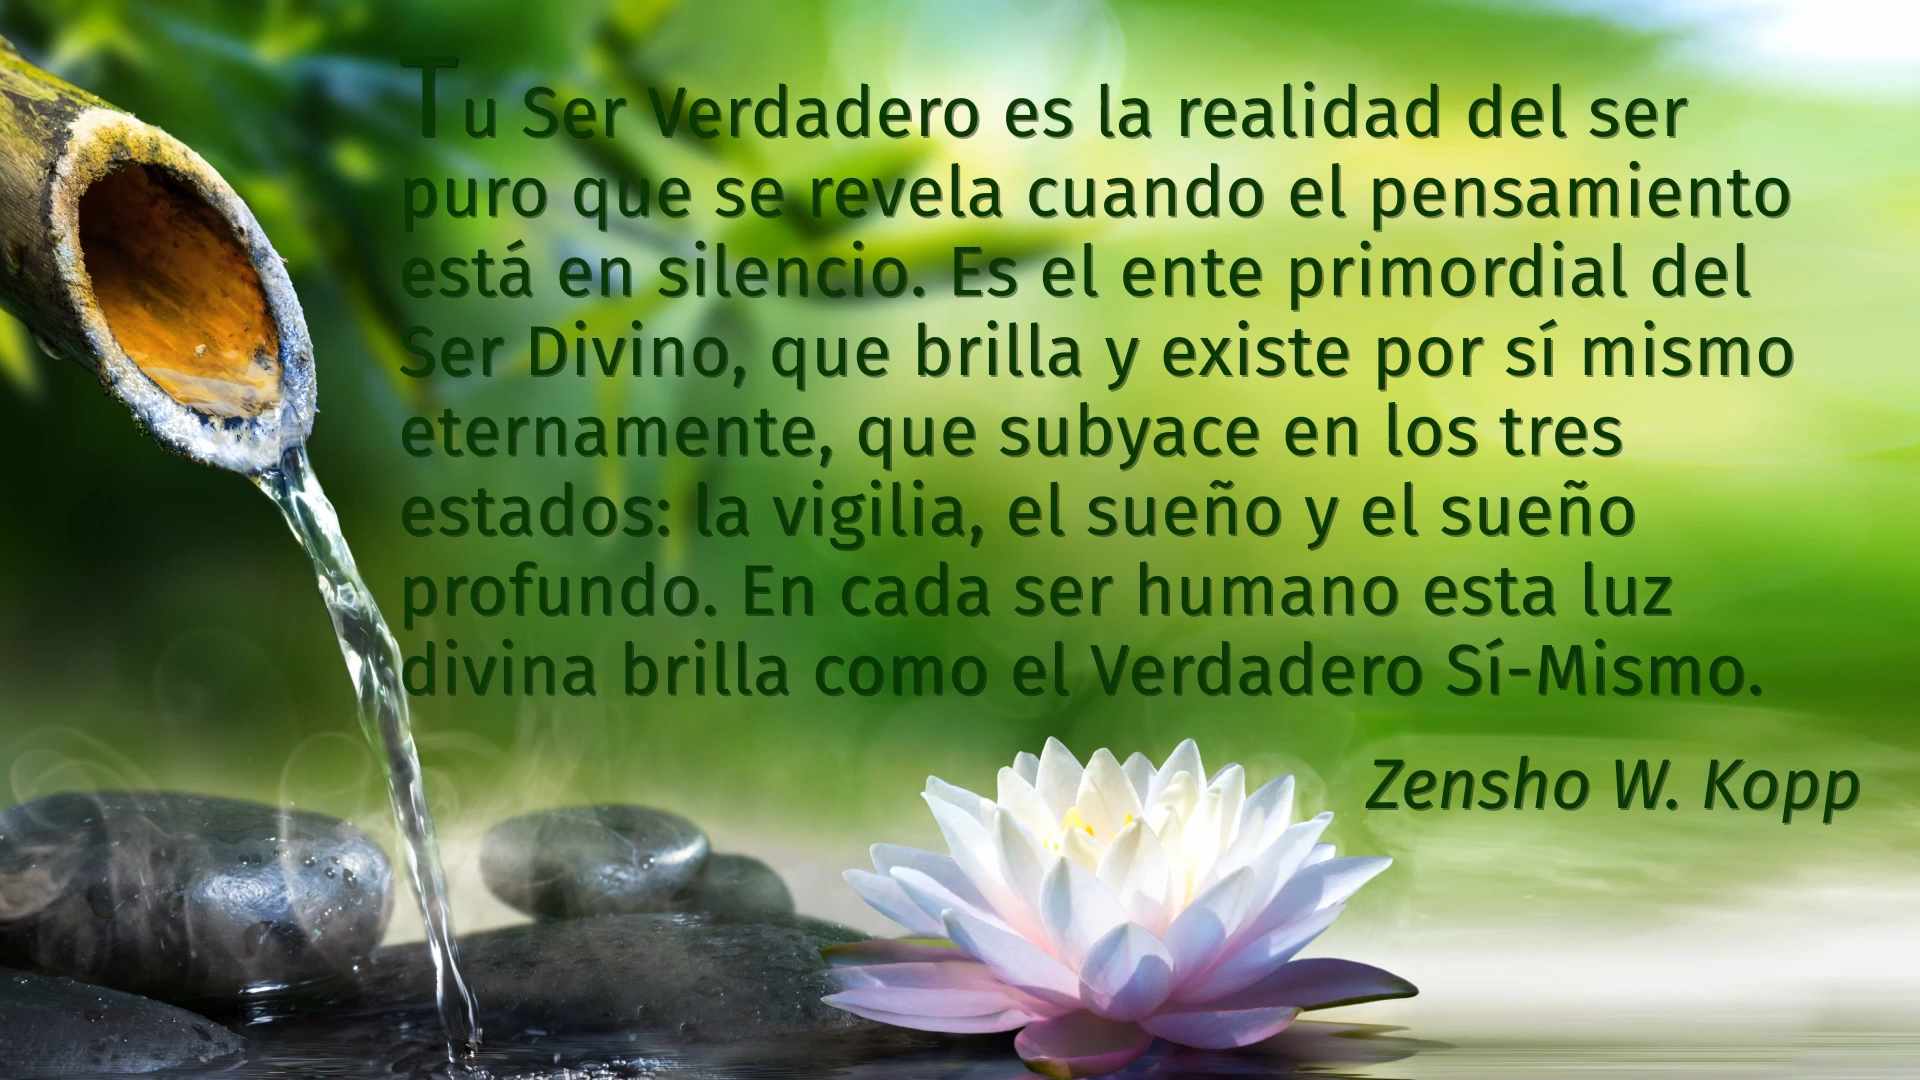 Tu Ser Verdadero es la realidad del ser
puro que se revela cuando el pensamiento
está en silencio. Es el ente primordial del
Ser Divino, que brilla y existe por sí mismo
eternamente, que subyace en los tres
estados: la vigilia, el sueño y el sueño
profundo. En cada ser humano esta luz
divina brilla como el Verdadero Sí-Mismo.
Zensho W. Kopp